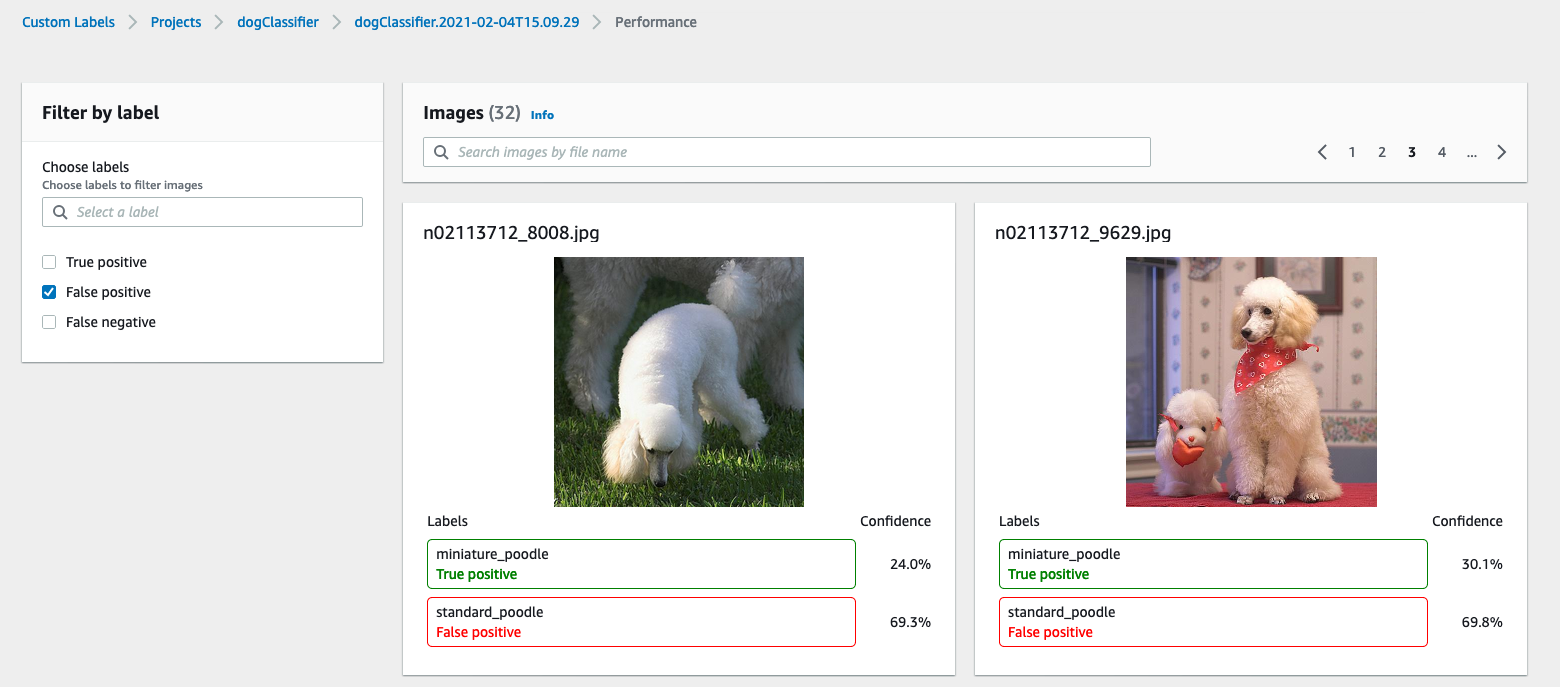 Custom Labels > Projects > dogClassifier > dogClassifier.2021-02-04T15.09.29 > Performance
Filter by label
Choose labels
Choose labels to filter images
Select a label
True positive
False positive
False negative
Images (32) Info
Search images by file name
< 1 2 3 4 ... >
n02113712_8008.jpg
Labels Confidence
miniature_poodle
True positive
24.0%
standard_poodle
False positive
69.3%
n02113712_9629.jpg
Labels Confidence
miniature_poodle
True positive
30.1%
standard_poodle
False positive
69.8%